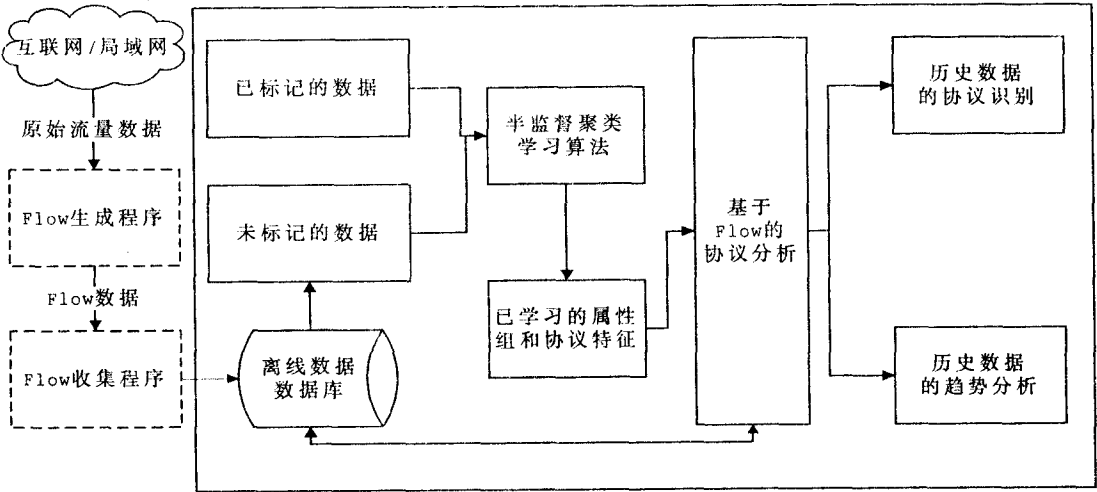 互联网/局域网
原始流量数据
Flow生成程序
Flow数据
Flow收集程序
已标记的数据
未标记的数据
离线数据
数据库
半监督聚类
学习算法
已学习的属性
组和协议特征
基于
Flow的
协议分析
历史数据
的协议识别
历史数据
的趋势分析